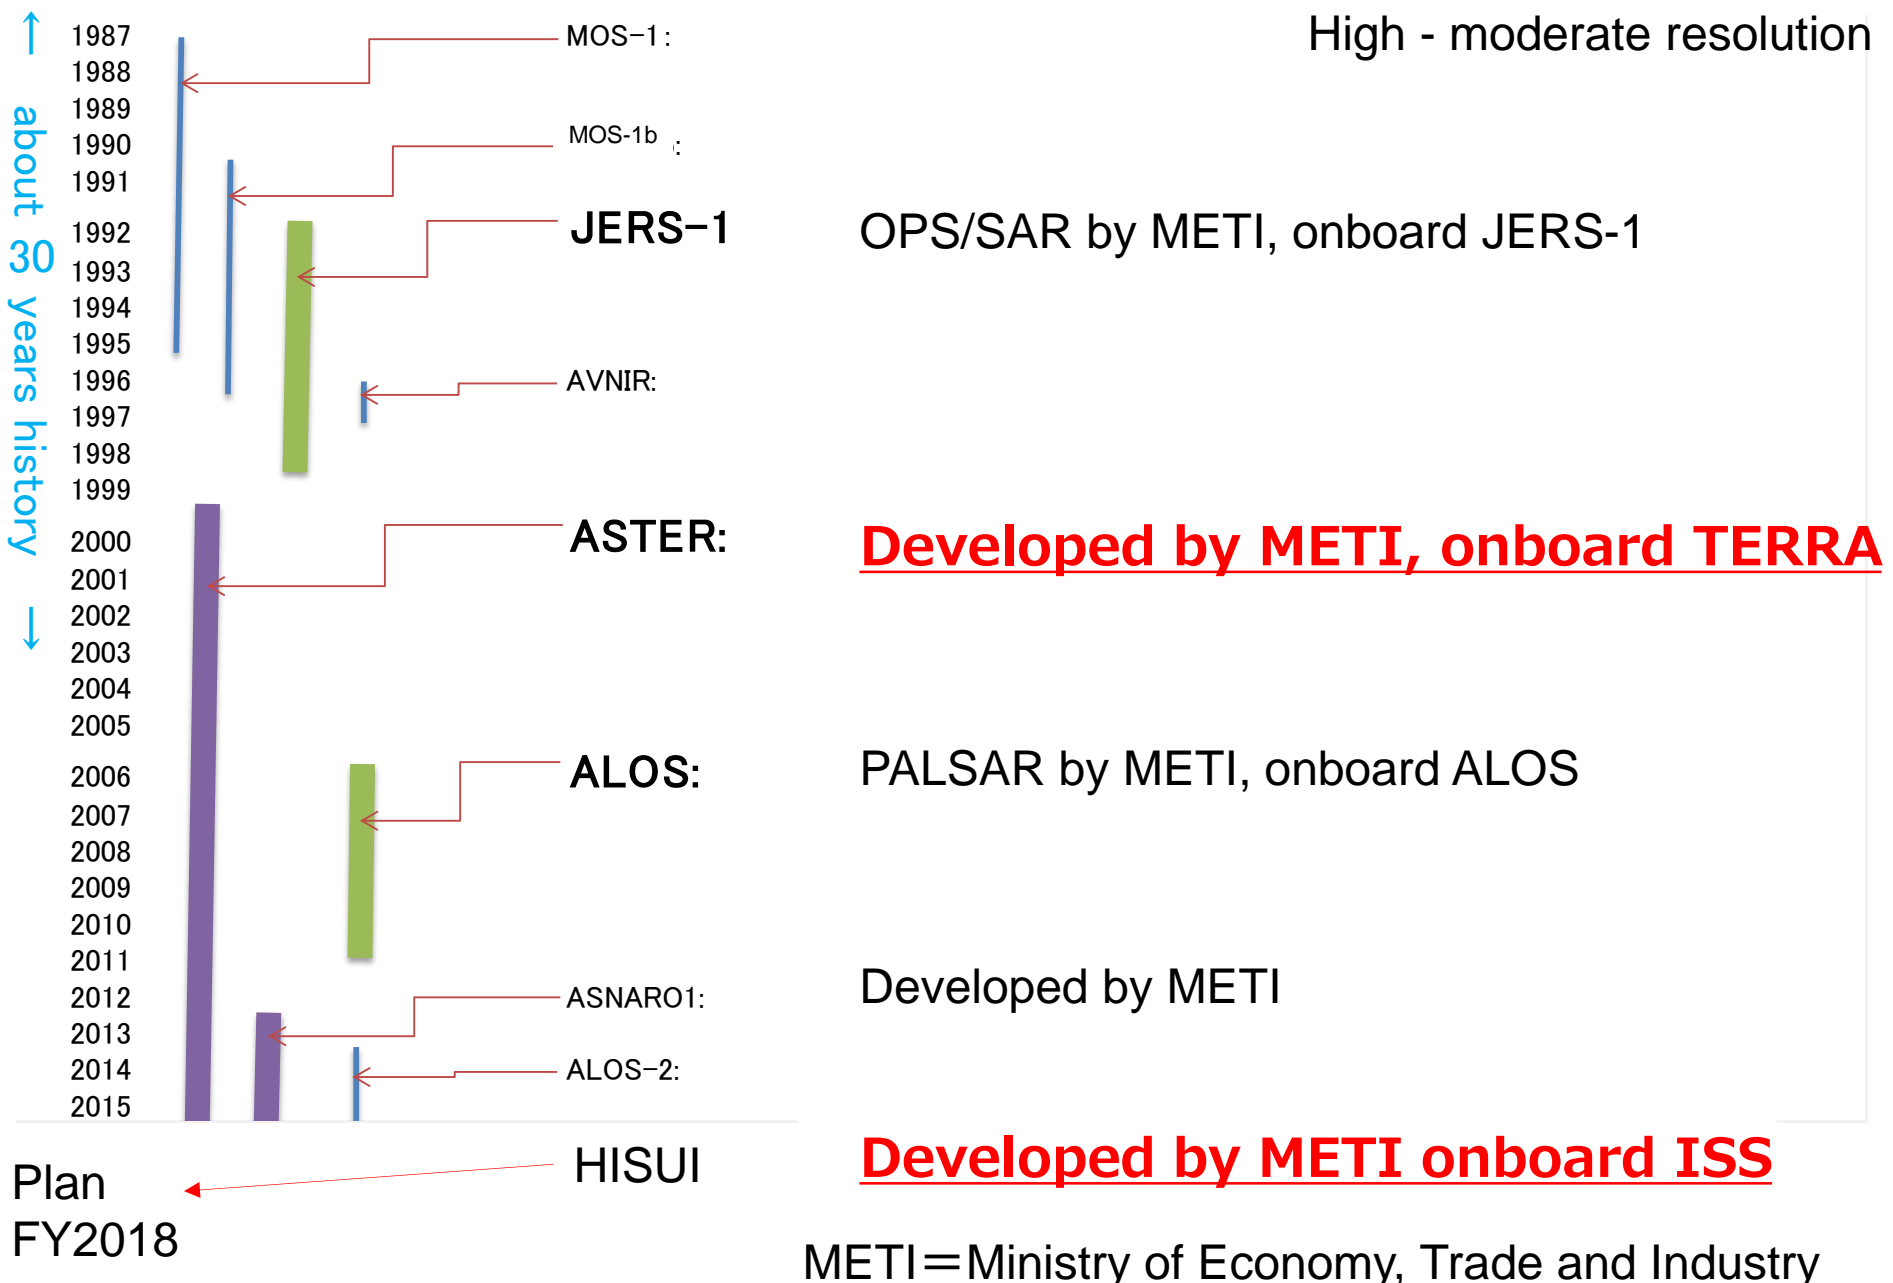 High - moderate resolution
↑ about 30 years history ↓
1987
1988
1989
1990
1991
1992
1993
1994
1995
1996
1997
1998
1999
2000
2001
2002
2003
2004
2005
2006
2007
2008
2009
2010
2011
2012
2013
2014
2015
MOS-1:
MOS-1b :
JERS-1 OPS/SAR by METI, onboard JERS-1
AVNIR:
ASTER: Developed by METI, onboard TERRA
ALOS: PALSAR by METI, onboard ALOS
ASNARO1: Developed by METI
ALOS-2:
HISUI Developed by METI onboard ISS
Plan
FY2018
METI＝Ministry of Economy, Trade and Industry